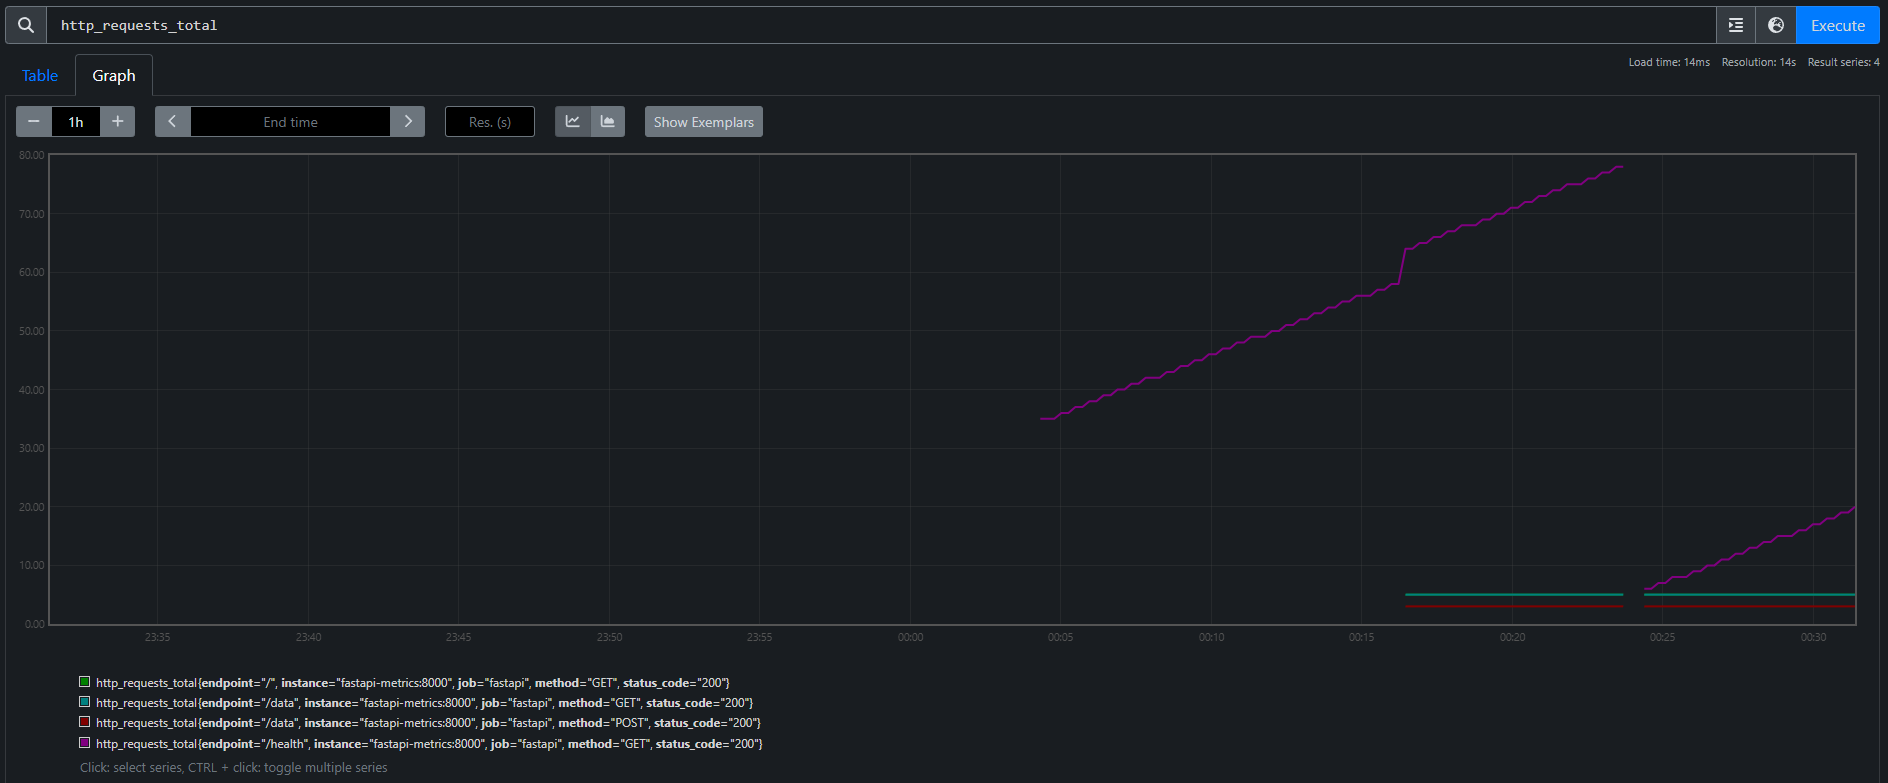 http_requests_total
Execute
Load time: 14ms Resolution: 14s Result series: 4
Table
Graph
1h
End time
Res. (s)
Show Exemplars
80.00
70.00
60.00
50.00
40.00
30.00
20.00
10.00
0.00
23:35 23:40 23:45 23:50 23:55 00:00 00:05 00:10 00:15 00:20 00:25 00:30
http_requests_total{endpoint="/", instance="fastapi-metrics:8000", job="fastapi", method="GET", status_code="200"}
http_requests_total{endpoint="/data", instance="fastapi-metrics:8000", job="fastapi", method="GET", status_code="200"}
http_requests_total{endpoint="/data", instance="fastapi-metrics:8000", job="fastapi", method="POST", status_code="200"}
http_requests_total{endpoint="/health", instance="fastapi-metrics:8000", job="fastapi", method="GET", status_code="200"}
Click: select series, CTRL + click: toggle multiple series